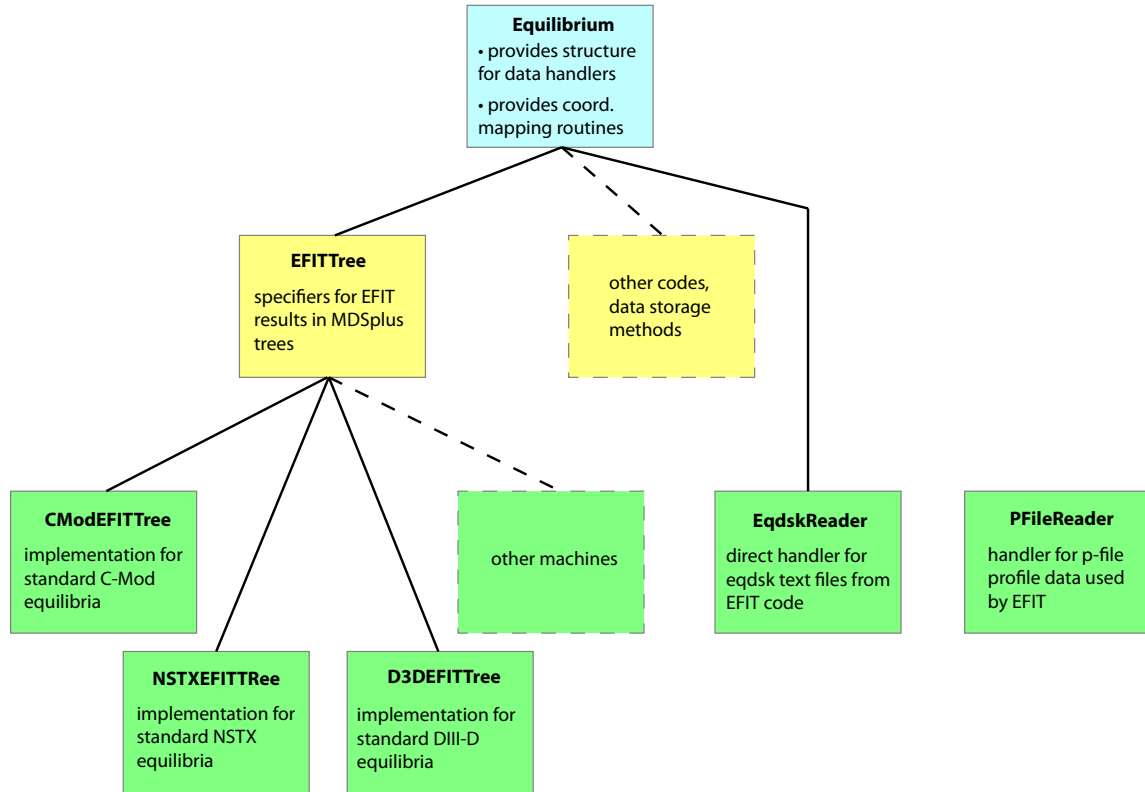 Equilibrium
• provides structure
for data handlers
• provides coord.
mapping routines
EFITTree
specifiers for EFIT
results in MDSplus
trees
other codes,
data storage
methods
CModEFITTree
implementation for
standard C-Mod
equilibria
other machines
EqdskReader
direct handler for
eqdsk text files from
EFIT code
PFileReader
handler for p-file
profile data used
by EFIT
NSTXEFITTRee
implementation for
standard NSTX
equilibria
D3DEFITTree
implementation for
standard DIII-D
equilibria